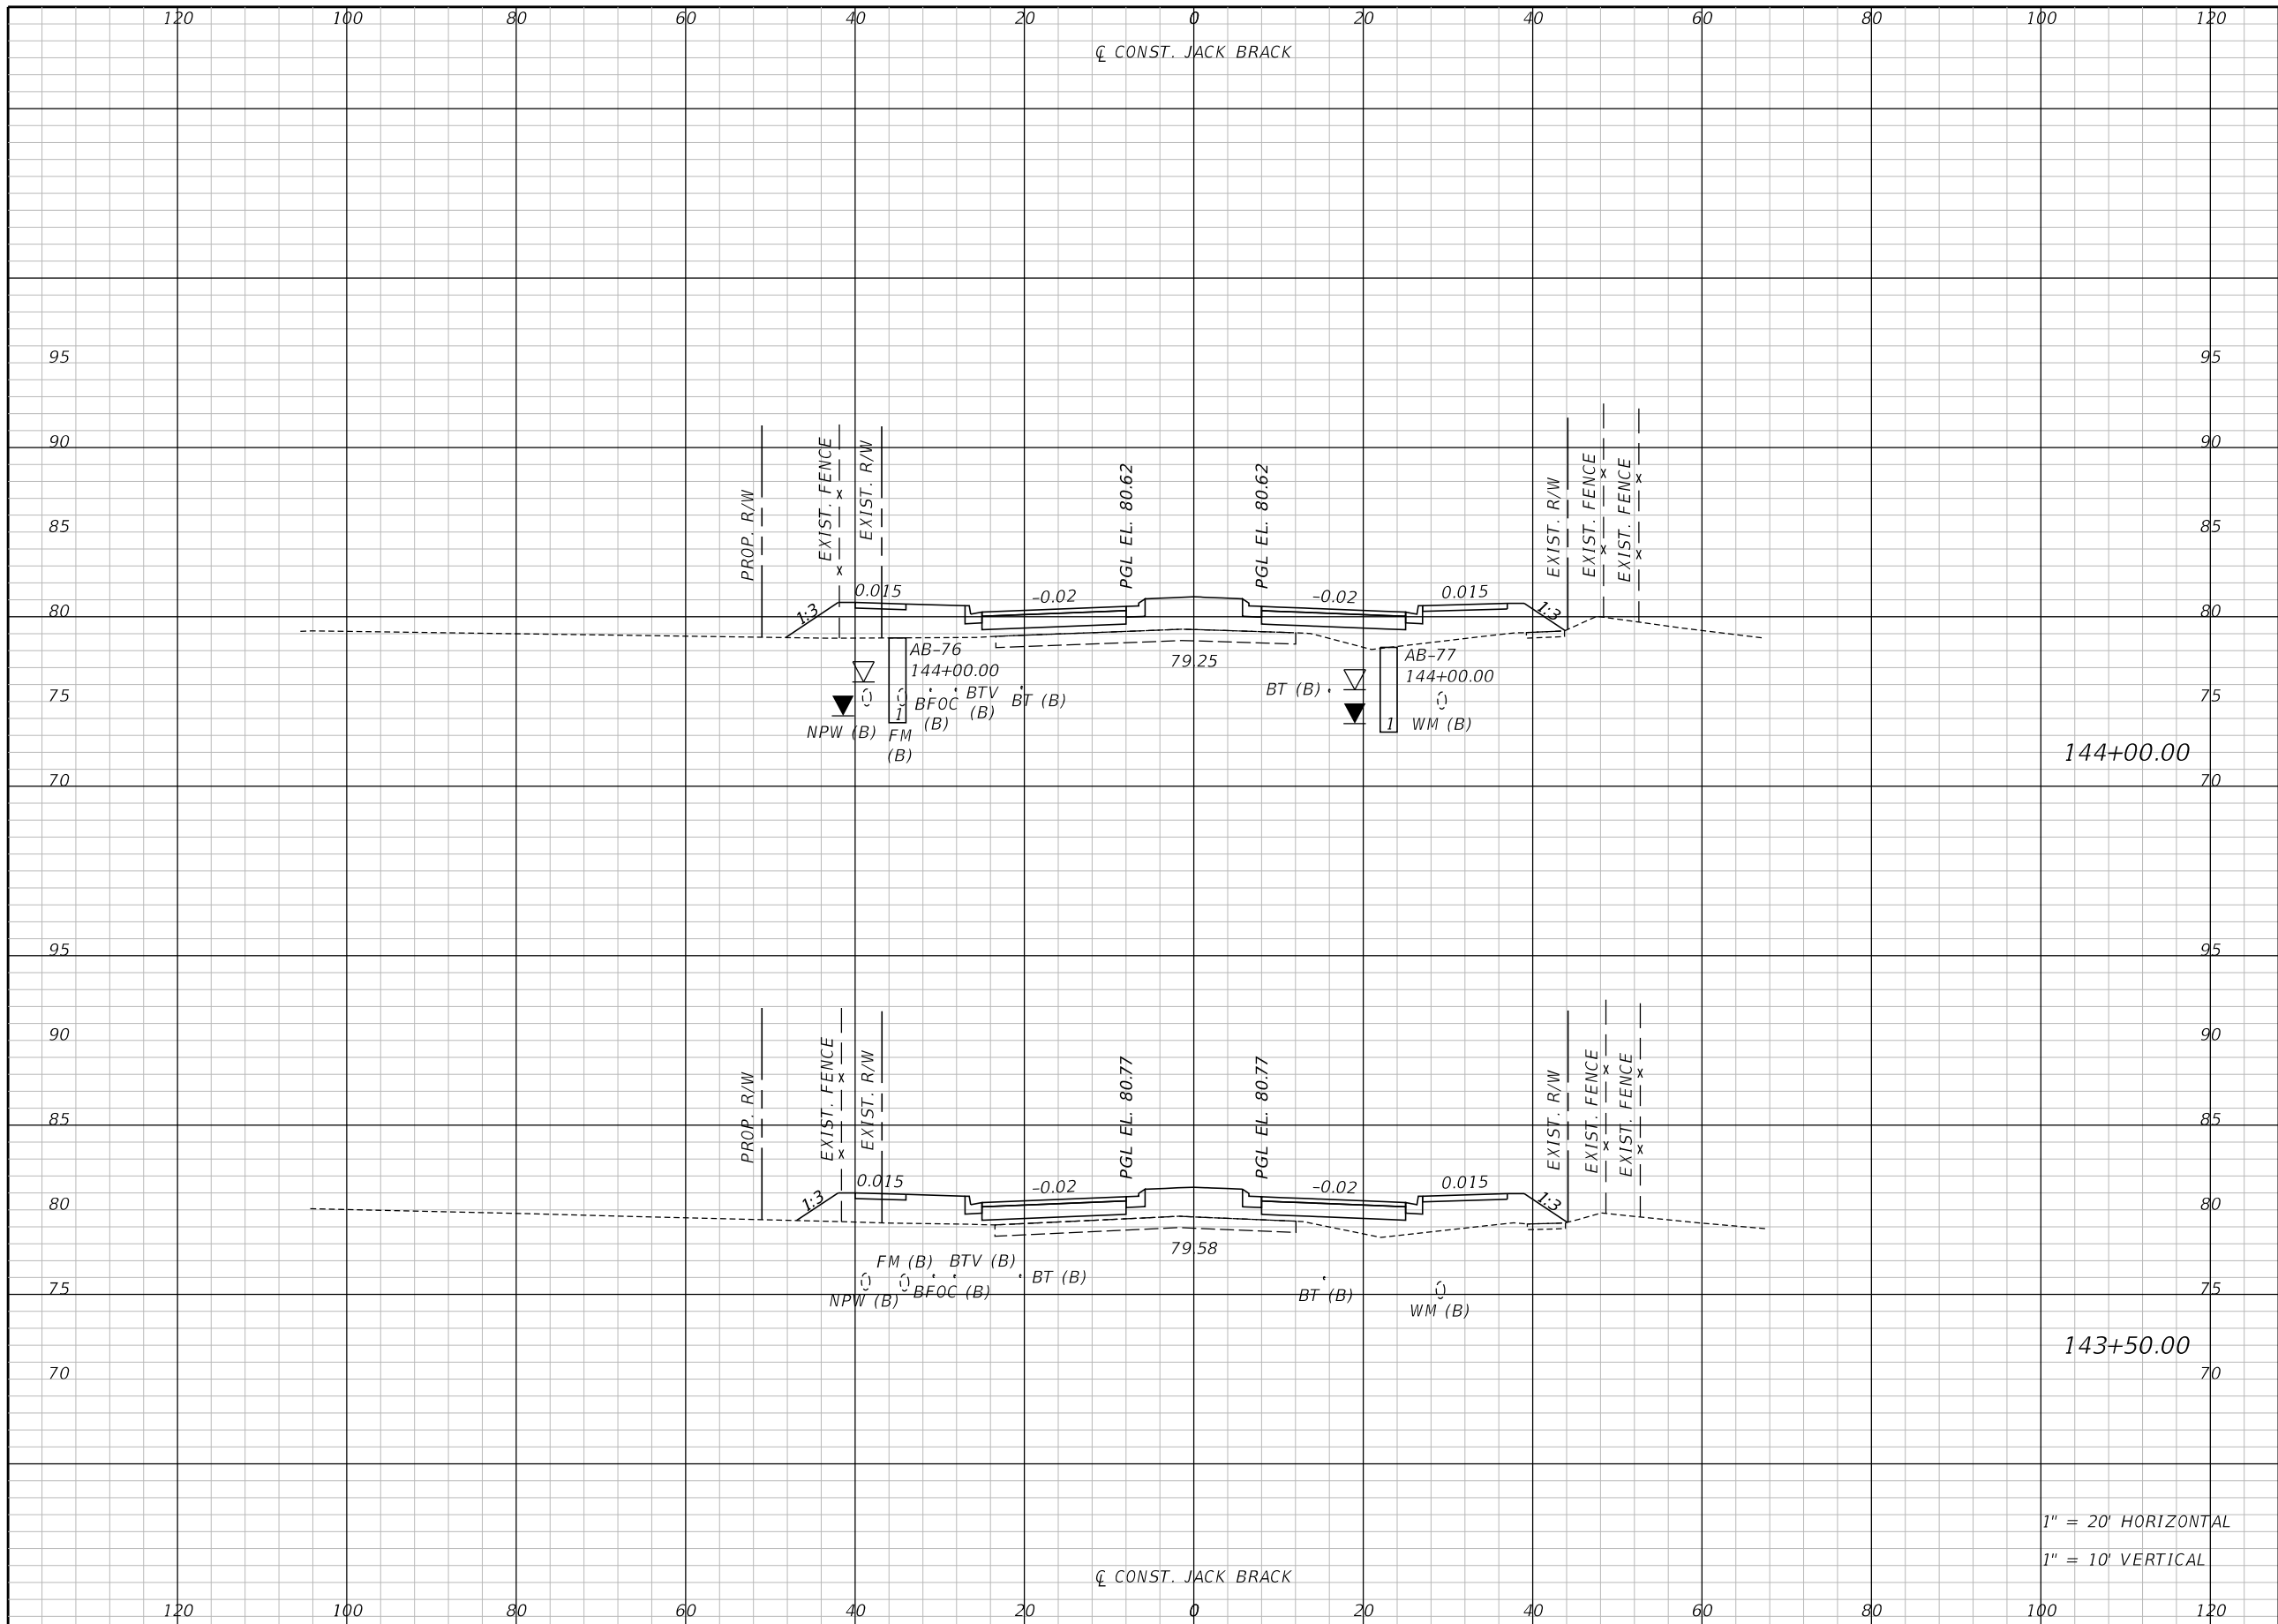 120 100 80 60 40 20 0 20 40 60 80 100 120
℄ CONST. JACK BRACK
95 95
90 90
85 85
80 80
75 75
70 70
PROP. R/W
EXIST. FENCE
EXIST. R/W
PGL EL. 80.62
PGL EL. 80.62
EXIST. R/W
EXIST. FENCE
EXIST. FENCE
1:3
0.015
-0.02
-0.02
0.015
1:3
79.25
AB-76
144+00.00
1
NPW (B)
FM
(B)
BFOC
(B)
BTV
(B)
BT (B)
BT (B)
AB-77
144+00.00
1
WM (B)
144+00.00
95 95
90 90
85 85
80 80
75 75
70 70
PROP. R/W
EXIST. FENCE
EXIST. R/W
PGL EL. 80.77
PGL EL. 80.77
EXIST. R/W
EXIST. FENCE
EXIST. FENCE
1:3
0.015
-0.02
-0.02
0.015
1:3
79.58
FM (B)
BTV (B)
BT (B)
NPW (B)
BFOC (B)
BT (B)
WM (B)
143+50.00
1" = 20' HORIZONTAL
1" = 10' VERTICAL
℄ CONST. JACK BRACK
120 100 80 60 40 20 0 20 40 60 80 100 120